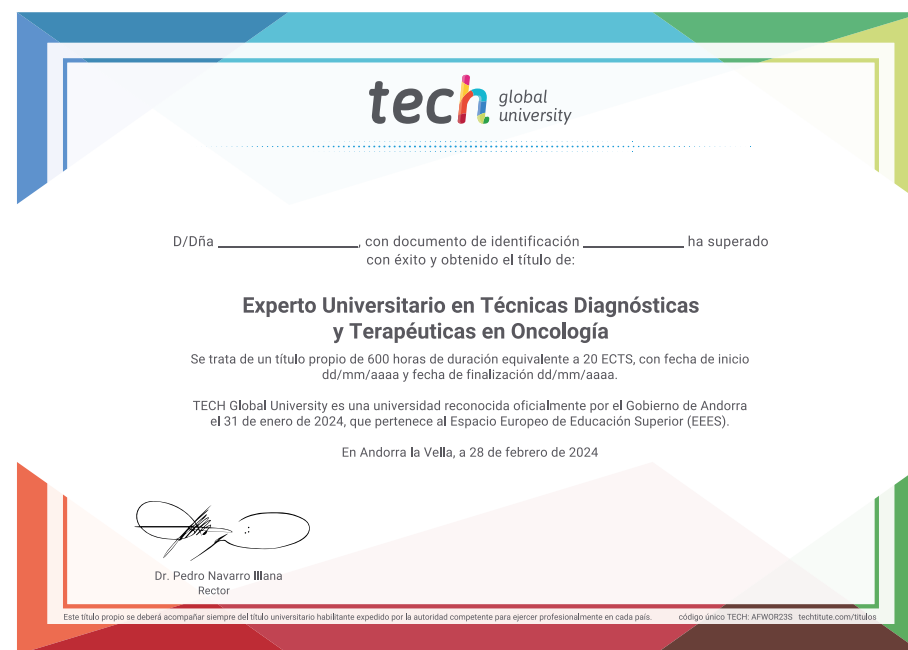 tech global university
D/Dña ____________, con documento de identificación _________ ha superado
con éxito y obtenido el título de:
Experto Universitario en Técnicas Diagnósticas
y Terapéuticas en Oncología
Se trata de un título propio de 600 horas de duración equivalente a 20 ECTS, con fecha de inicio
dd/mm/aaaa y fecha de finalización dd/mm/aaaa.
TECH Global University es una universidad reconocida oficialmente por el Gobierno de Andorra
el 31 de enero de 2024, que pertenece al Espacio Europeo de Educación Superior (EEES).
En Andorra la Vella, a 28 de febrero de 2024
Dr. Pedro Navarro Illana
Rector
Este título propio se deberá acompañar siempre del título universitario habilitante expedido por la autoridad competente para ejercer profesionalmente en cada país. código único TECH: AFWOR23S techtitute.com/titulos